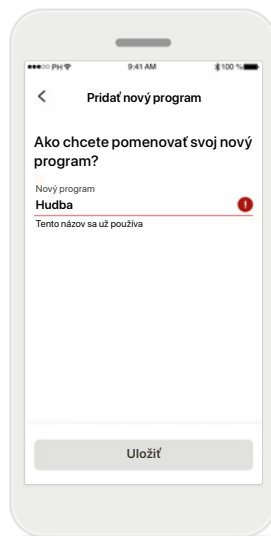 PH 9:41 AM 100 %
Pridať nový program
Ako chcete pomenovať svoj nový
program?
Nový program
Hudba
!
Tento názov sa už používa
Uložiť